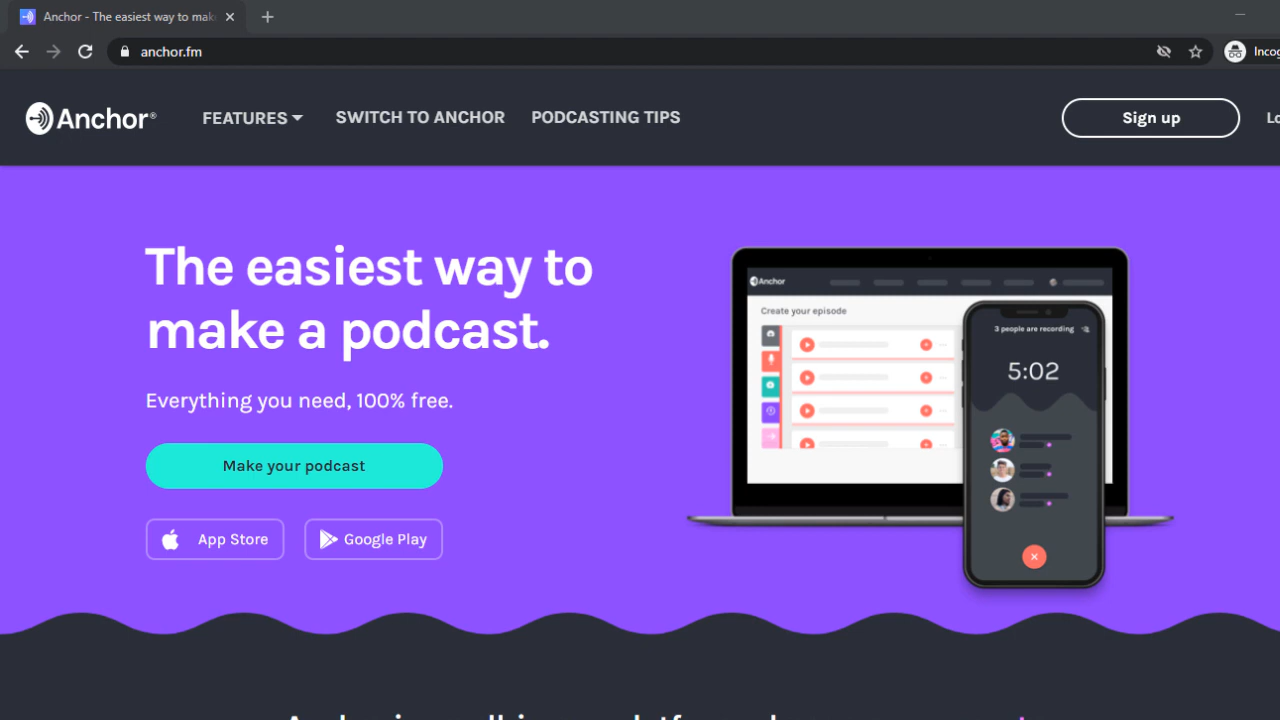 Anchor - The easiest way to mak
anchor.fm
Anchor®
FEATURES
SWITCH TO ANCHOR
PODCASTING TIPS
Sign up
The easiest way to
make a podcast.
Everything you need, 100% free.
Make your podcast
App Store
Google Play
Anchor
Create your episode
3 people are recording
5:02